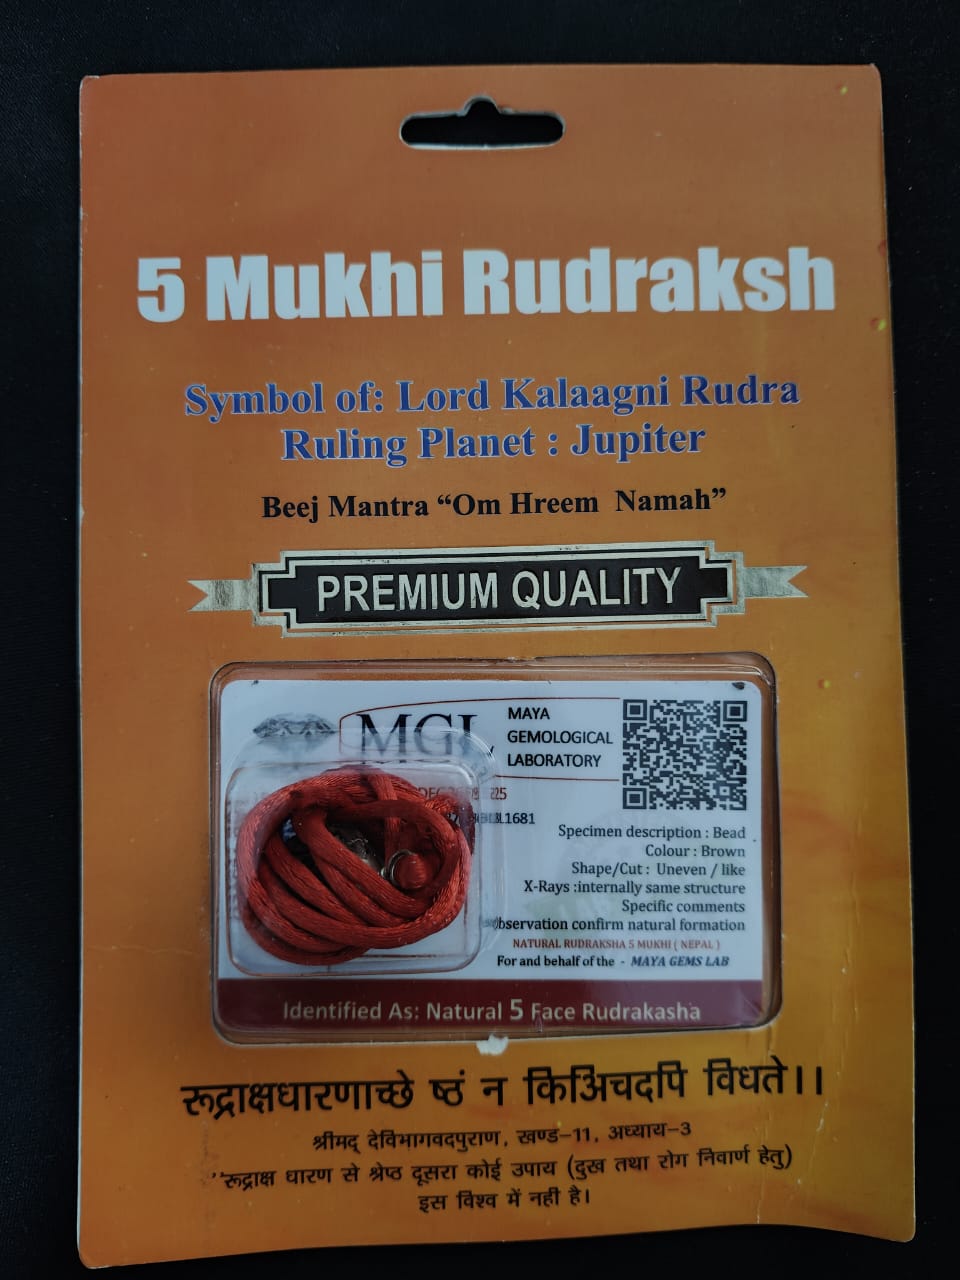 5 Mukhi Rudraksh
Symbol of: Lord Kalaagni Rudra
Ruling Planet : Jupiter
Beej Mantra “Om Hreem Namah”
PREMIUM QUALITY
MGL
MAYA
GEMOLOGICAL
LABORATORY
1681
Specimen description : Bead
Colour : Brown
Shape/Cut : Uneven / like
X-Rays :internally same structure
Specific comments
observation confirm natural formation
NATURAL RUDRAKSHA 5 MUKHI ( NEPAL )
For and behalf of the - MAYA GEMS LAB
Identified As: Natural 5 Face Rudrakasha
रूद्राक्षधारणाच्छे ष्ठं न किञिचदपि विधते।।
श्रीमद् देविभागवदपुराण, खण्ड-11, अध्याय-3
''रूद्राक्ष धारण से श्रेष्ठ दूसरा कोई उपाय (दुख तथा रोग निवार्ण हेतु)
इस विश्व में नही है।